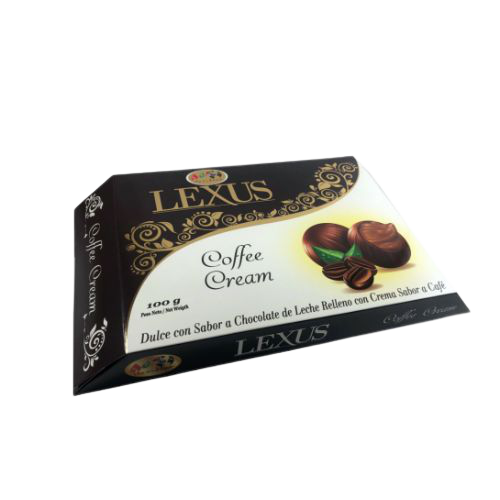 LEXUS
Coffee
Cream
100 g
Peso Neto / Net Weigth
Dulce con Sabor a Chocolate de Leche Relleno con Crema Sabor a Café
LEXUS
Coffee Cream
Coffee Cream